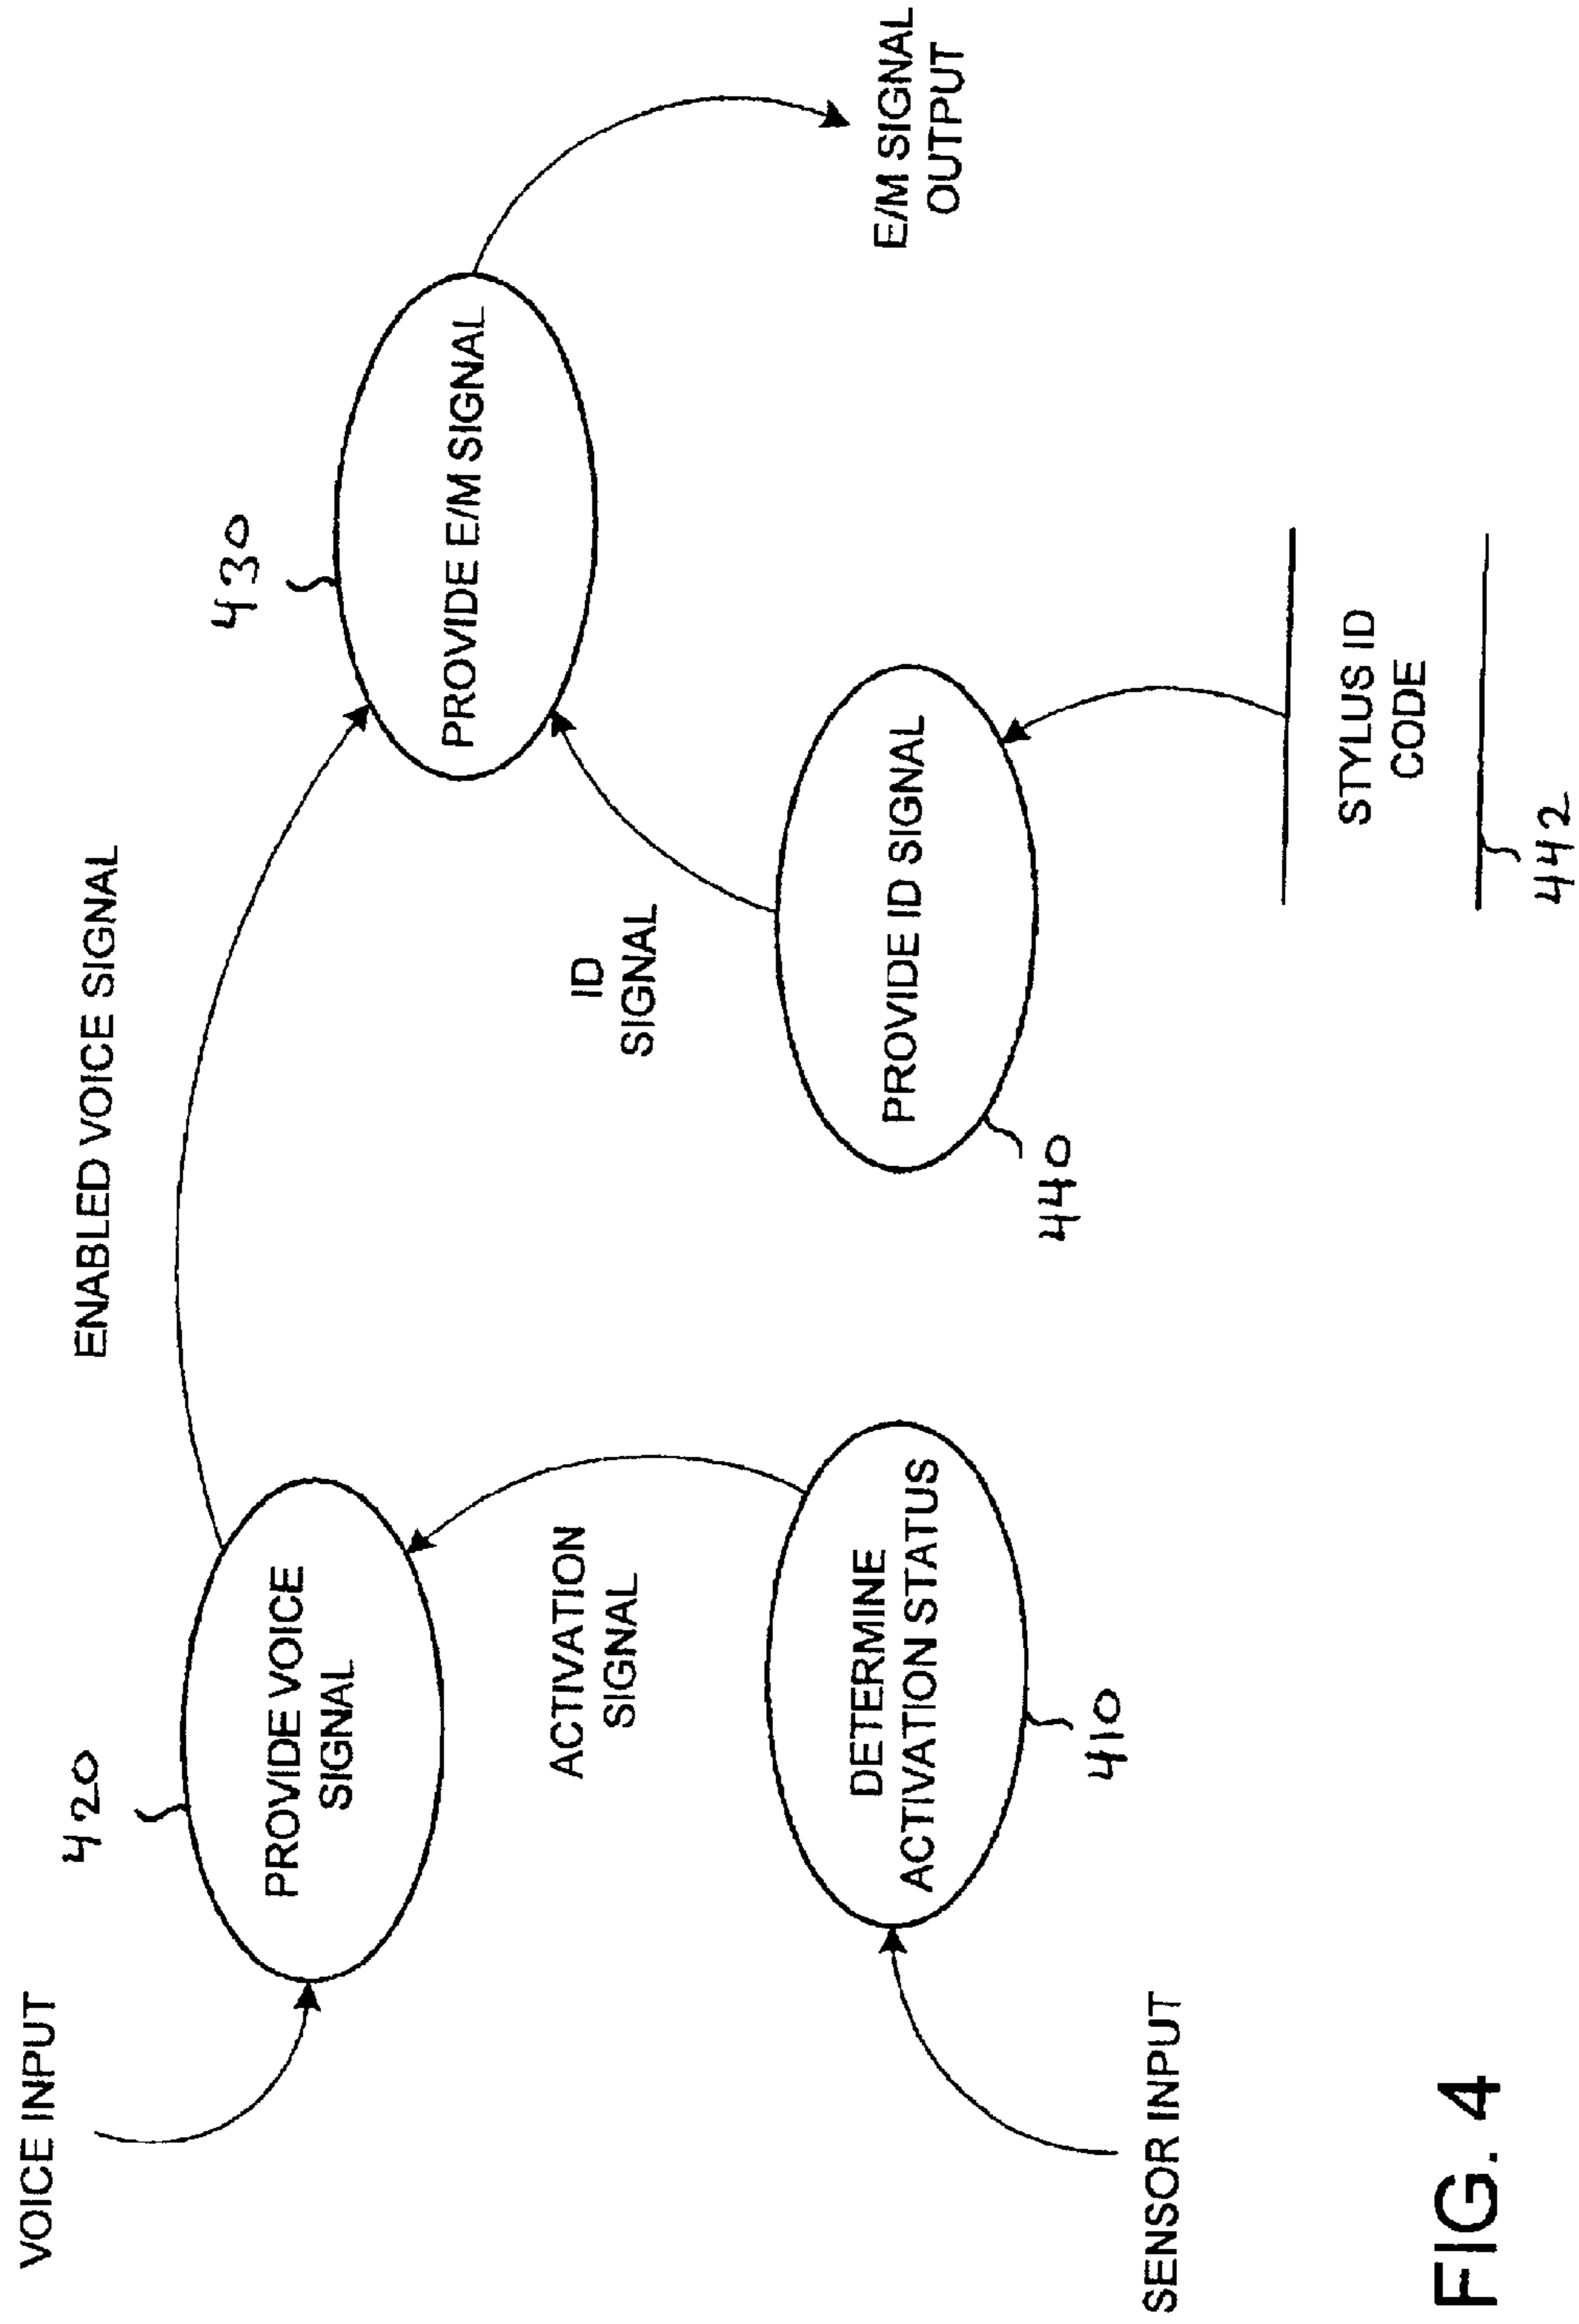 VOICE INPUT
420
PROVIDE VOICE
SIGNAL
ENABLED VOICE SIGNAL
430
PROVIDE E/M SIGNAL
E/M SIGNAL
OUTPUT
ACTIVATION
SIGNAL
ID
SIGNAL
DETERMINE
ACTIVATION STATUS
410
PROVIDE ID SIGNAL
440
SENSOR INPUT
STYLUS ID
CODE
442
FIG. 4